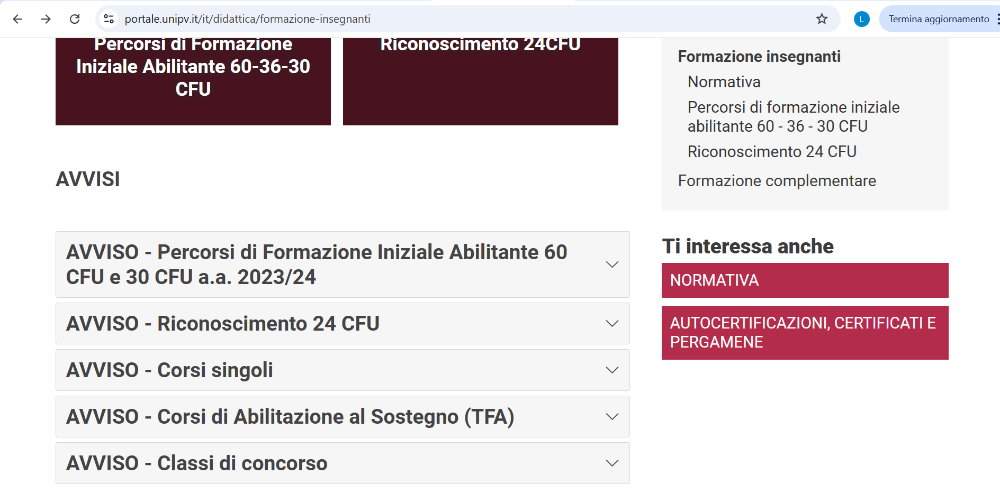 portale.unipv.it/it/didattica/formazione-insegnanti
L
Termina aggiornamento
Percorsi di Formazione
Iniziale Abilitante 60-36-30
CFU
Riconoscimento 24CFU
AVVISI
AVVISO - Percorsi di Formazione Iniziale Abilitante 60
CFU e 30 CFU a.a. 2023/24
AVVISO - Riconoscimento 24 CFU
AVVISO - Corsi singoli
AVVISO - Corsi di Abilitazione al Sostegno (TFA)
AVVISO - Classi di concorso
Formazione insegnanti
Normativa
Percorsi di formazione iniziale
abilitante 60 - 36 - 30 CFU
Riconoscimento 24 CFU
Formazione complementare
Ti interessa anche
NORMATIVA
AUTOCERTIFICAZIONI, CERTIFICATI E
PERGAMENE